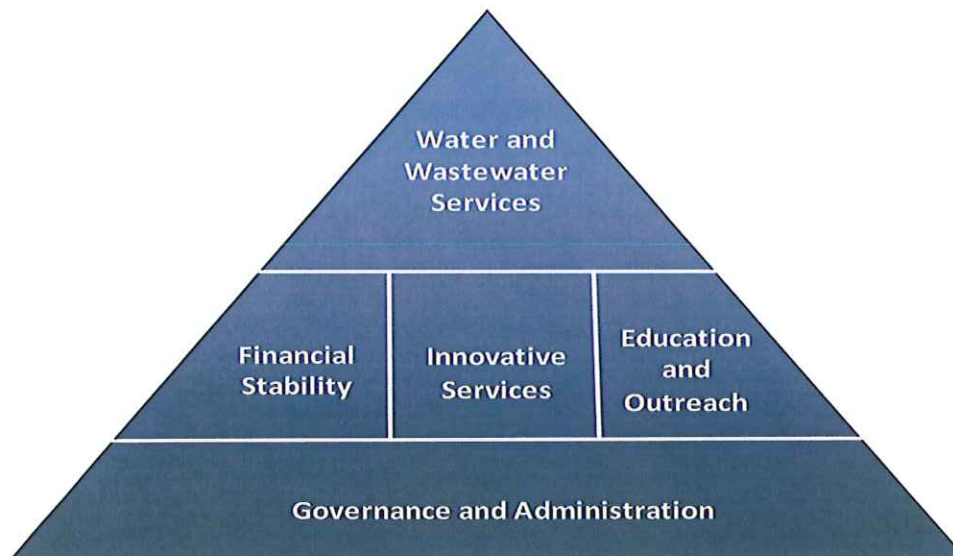 Water and
Wastewater
Services
Financial
Stability
Innovative
Services
Education
and
Outreach
Governance and Administration